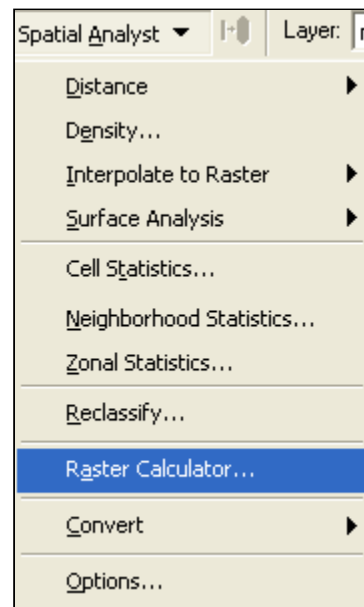 Spatial Analyst Layer:
Distance
Density...
Interpolate to Raster
Surface Analysis
Cell Statistics...
Neighborhood Statistics...
Zonal Statistics...
Reclassify...
Raster Calculator...
Convert
Options...